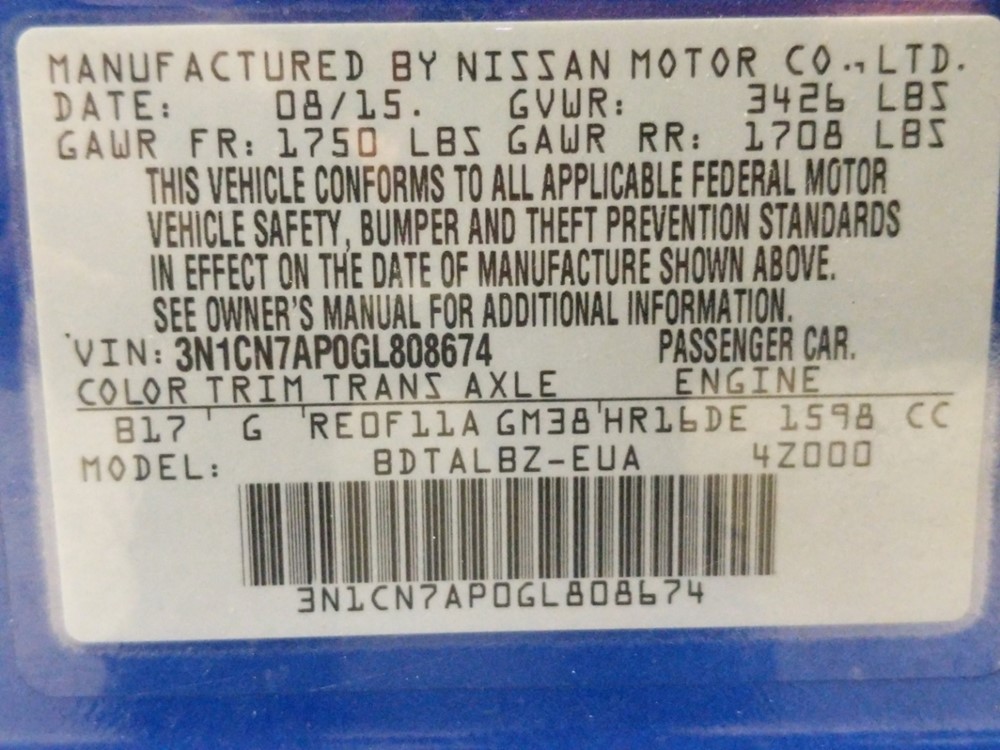 MANUFACTURED BY NISSAN MOTOR CO., LTD.
DATE: 08/15. GVWR: 3426 LBS
GAWR FR: 1750 LBS GAWR RR: 1708 LBS
THIS VEHICLE CONFORMS TO ALL APPLICABLE FEDERAL MOTOR
VEHICLE SAFETY, BUMPER AND THEFT PREVENTION STANDARDS
IN EFFECT ON THE DATE OF MANUFACTURE SHOWN ABOVE.
SEE OWNER'S MANUAL FOR ADDITIONAL INFORMATION.
VIN: 3N1CN7AP0GL808674 PASSENGER CAR.
COLOR TRIM TRANS AXLE ENGINE
B17 G RE0F11A GM38 HR16DE 1598 CC
MODEL: BDTALBZ-EUA 4Z000
3N1CN7AP0GL808674